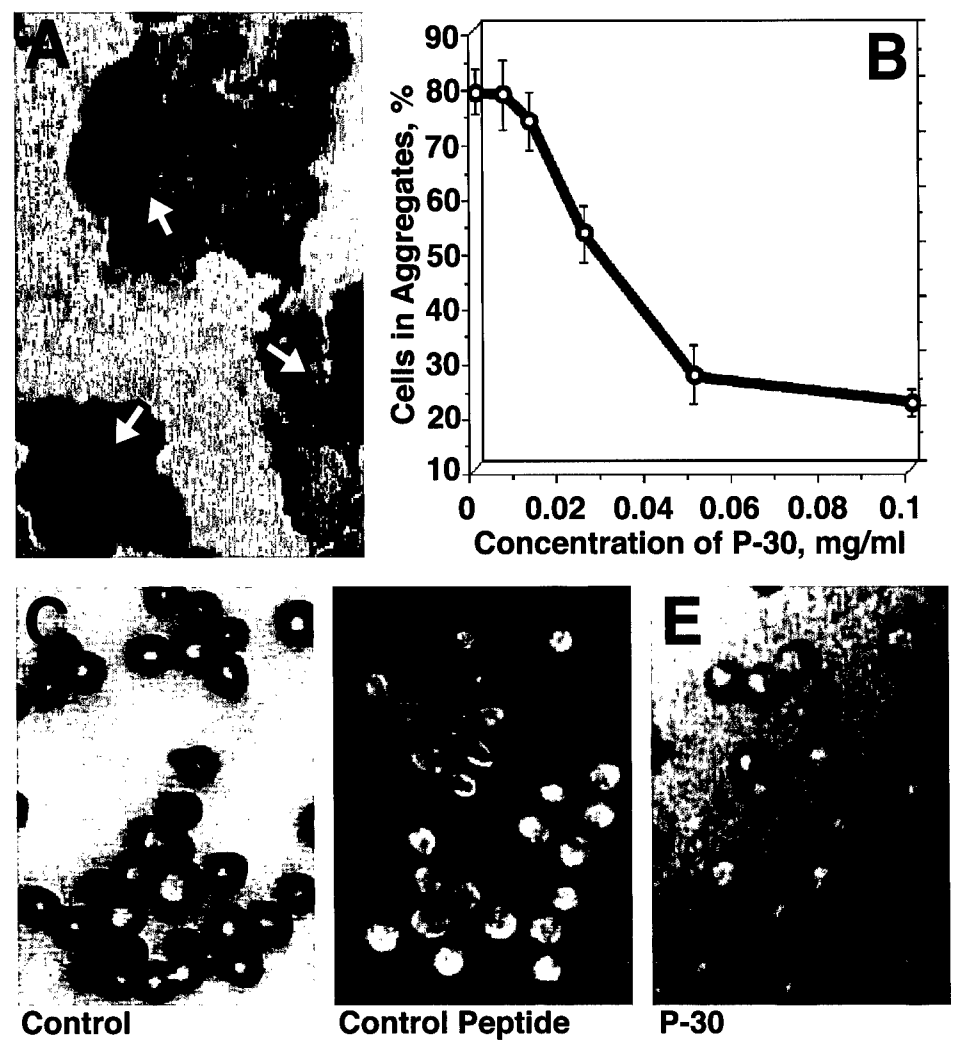 A
B
90
80
70
60
50
40
30
20
10
Cells in Aggregates, %
0 0.02 0.04 0.06 0.08 0.1
Concentration of P-30, mg/ml
C
E
Control
Control Peptide
P-30